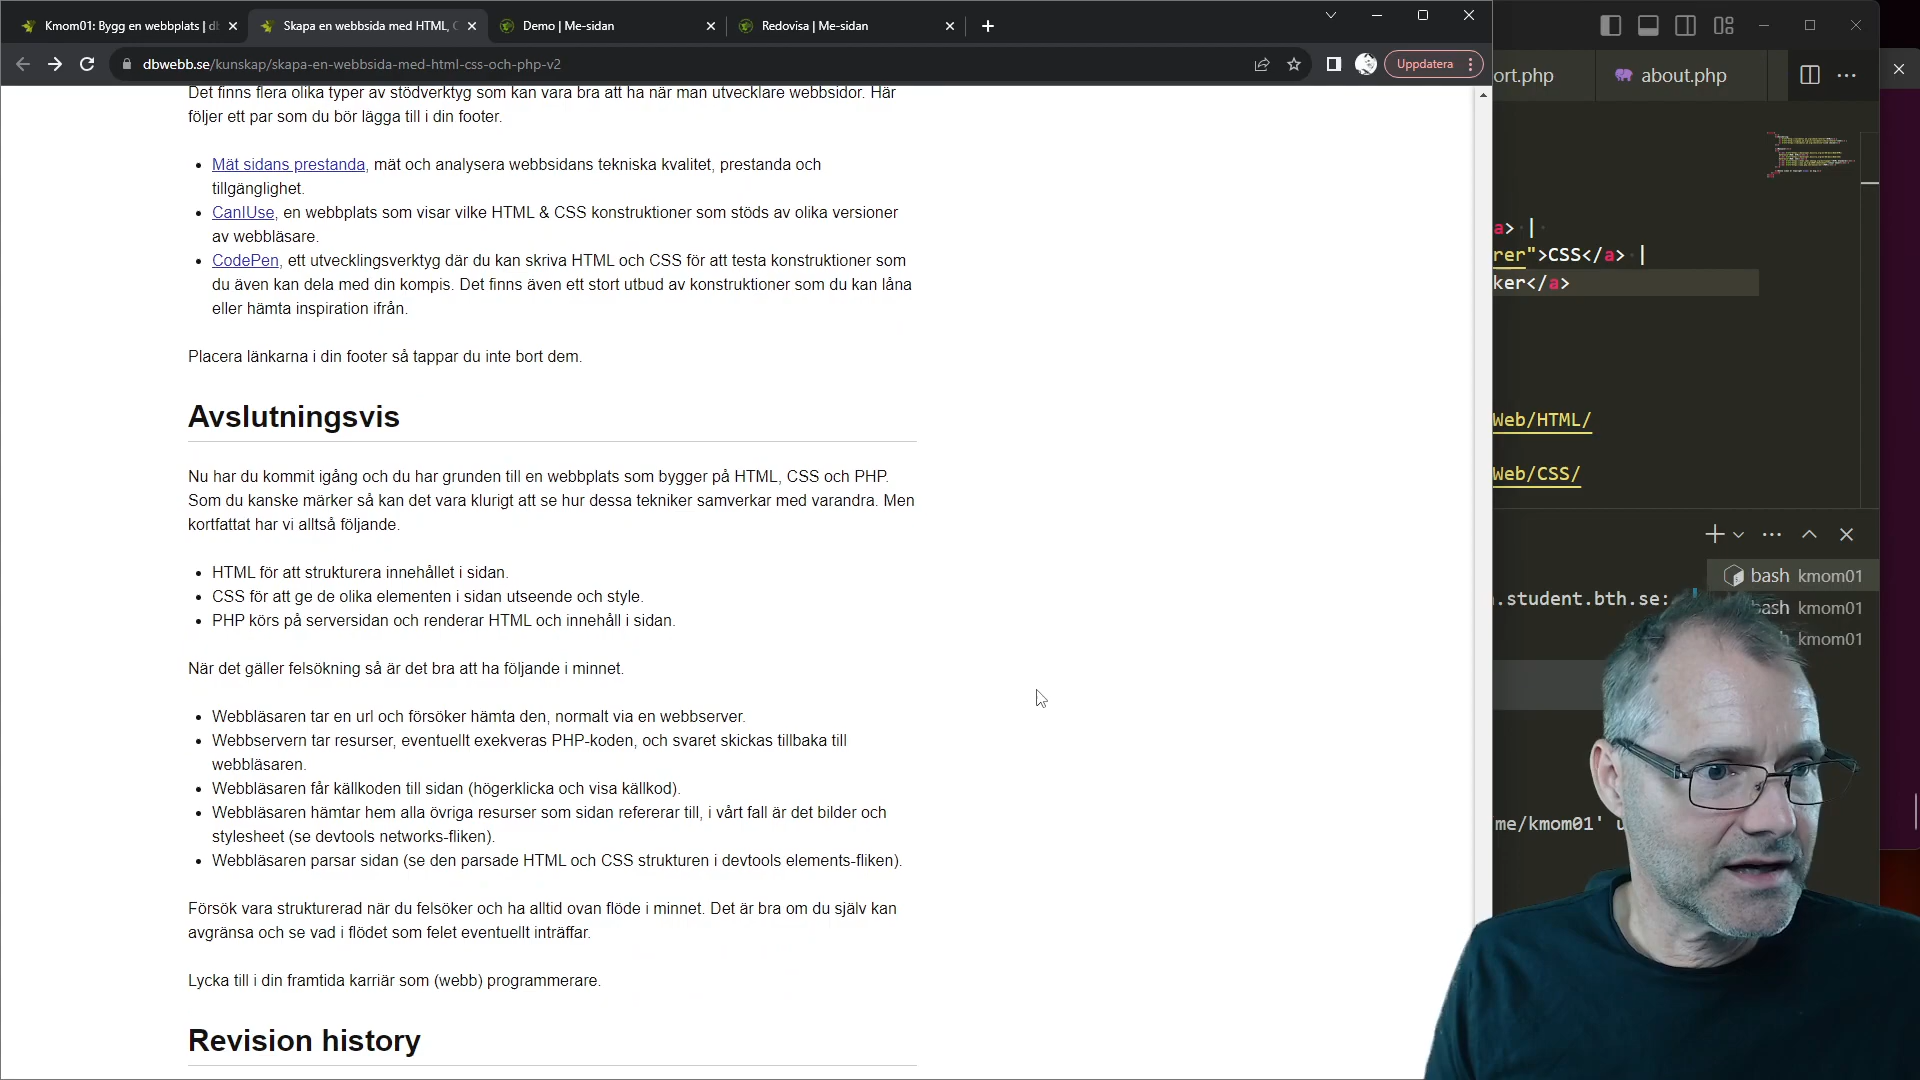 Kmom01: Bygg en webbplats | db
Skapa en webbsida med HTML, C
Demo | Me-sidan
Redovisa | Me-sidan
dbwebb.se/kunskap/skapa-en-webbsida-med-html-css-och-php-v2
Uppdatera
Det finns flera olika typer av stödverktyg som kan vara bra att ha när man utvecklare webbsidor. Här
följer ett par som du bör lägga till i din footer.
Mät sidans prestanda, mät och analysera webbsidans tekniska kvalitet, prestanda och
tillgänglighet.
CanIUse, en webbplats som visar vilke HTML & CSS konstruktioner som stöds av olika versioner
av webbläsare.
CodePen, ett utvecklingsverktyg där du kan skriva HTML och CSS för att testa konstruktioner som
du även kan dela med din kompis. Det finns även ett stort utbud av konstruktioner som du kan låna
eller hämta inspiration ifrån.
Placera länkarna i din footer så tappar du inte bort dem.
Avslutningsvis
Nu har du kommit igång och du har grunden till en webbplats som bygger på HTML, CSS och PHP.
Som du kanske märker så kan det vara klurigt att se hur dessa tekniker samverkar med varandra. Men
kortfattat har vi alltså följande.
HTML för att strukturera innehållet i sidan.
CSS för att ge de olika elementen i sidan utseende och style.
PHP körs på serversidan och renderar HTML och innehåll i sidan.
När det gäller felsökning så är det bra att ha följande i minnet.
Webbläsaren tar en url och försöker hämta den, normalt via en webbserver.
Webbservern tar resurser, eventuellt exekveras PHP-koden, och svaret skickas tillbaka till
webbläsaren.
Webbläsaren får källkoden till sidan (högerklicka och visa källkod).
Webbläsaren hämtar hem alla övriga resurser som sidan refererar till, i vårt fall är det bilder och
stylesheet (se devtools networks-fliken).
Webbläsaren parsar sidan (se den parsade HTML och CSS strukturen i devtools elements-fliken).
Försök vara strukturerad när du felsöker och ha alltid ovan flöde i minnet. Det är bra om du själv kan
avgränsa och se vad i flödet som felet eventuellt inträffar.
Lycka till i din framtida karriär som (webb) programmerare.
Revision history
ort.php
about.php
a> |
rer">CSS</a> |
ker</a>
Web/HTML/
Web/CSS/
bash kmom01
.student.bth.se:
bash kmom01
kmom01
me/kmom01' u